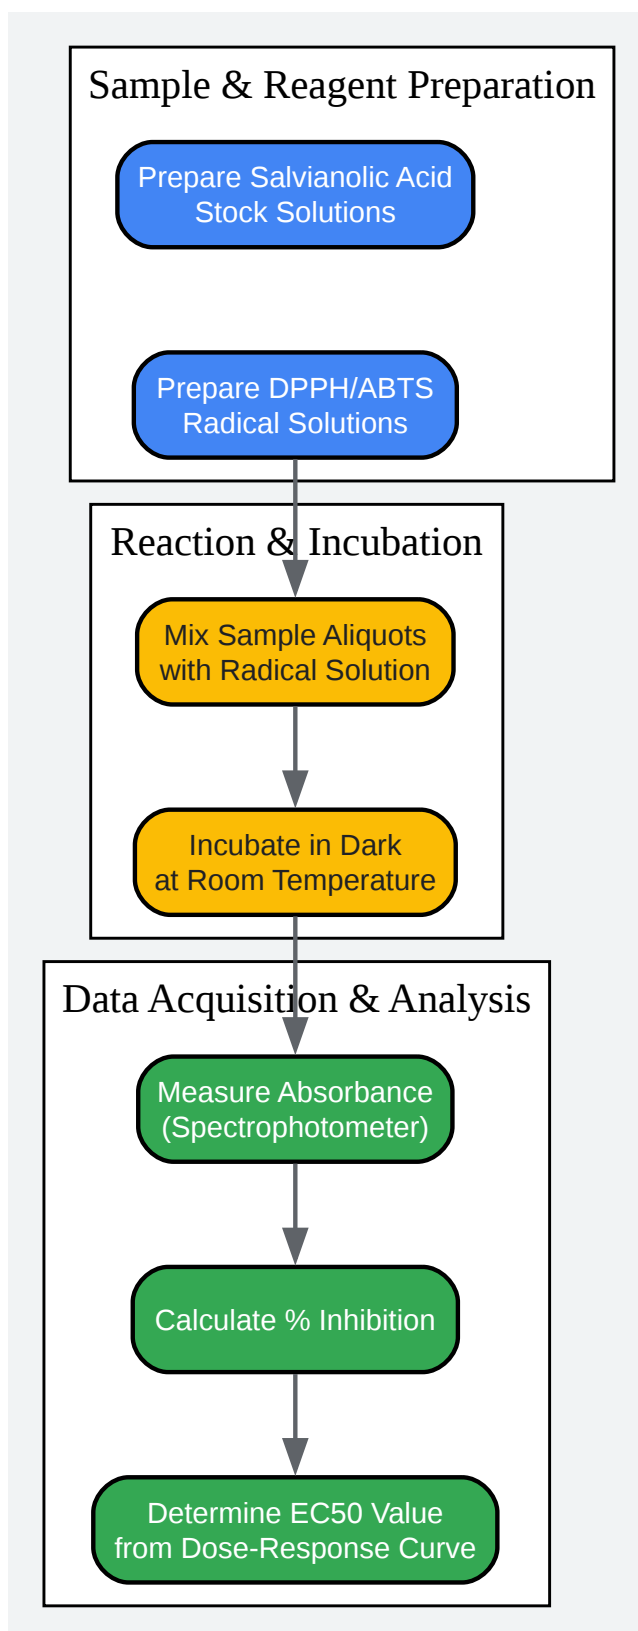 Sample & Reagent Preparation
Prepare Salvianolic Acid
Stock Solutions
Prepare DPPH/ABTS
Radical Solutions
Reaction & Incubation
Mix Sample Aliquots
with Radical Solution
Incubate in Dark
at Room Temperature
Data Acquisition & Analysis
Measure Absorbance
(Spectrophotometer)
Calculate % Inhibition
Determine EC50 Value
from Dose-Response Curve